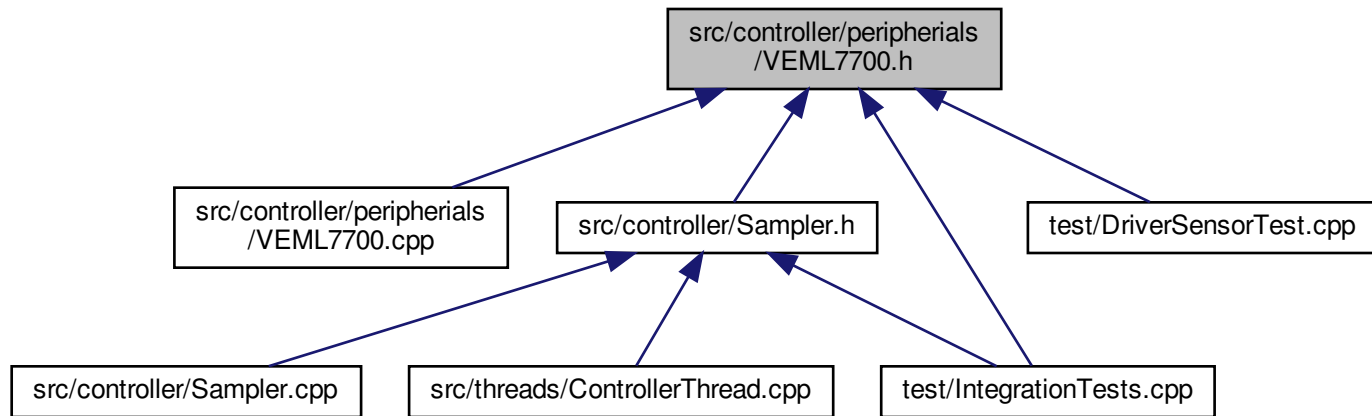 src/controller/peripherials
/VEML7700.h
src/controller/peripherials
/VEML7700.cpp
src/controller/Sampler.h
test/DriverSensorTest.cpp
src/controller/Sampler.cpp
src/threads/ControllerThread.cpp
test/IntegrationTests.cpp